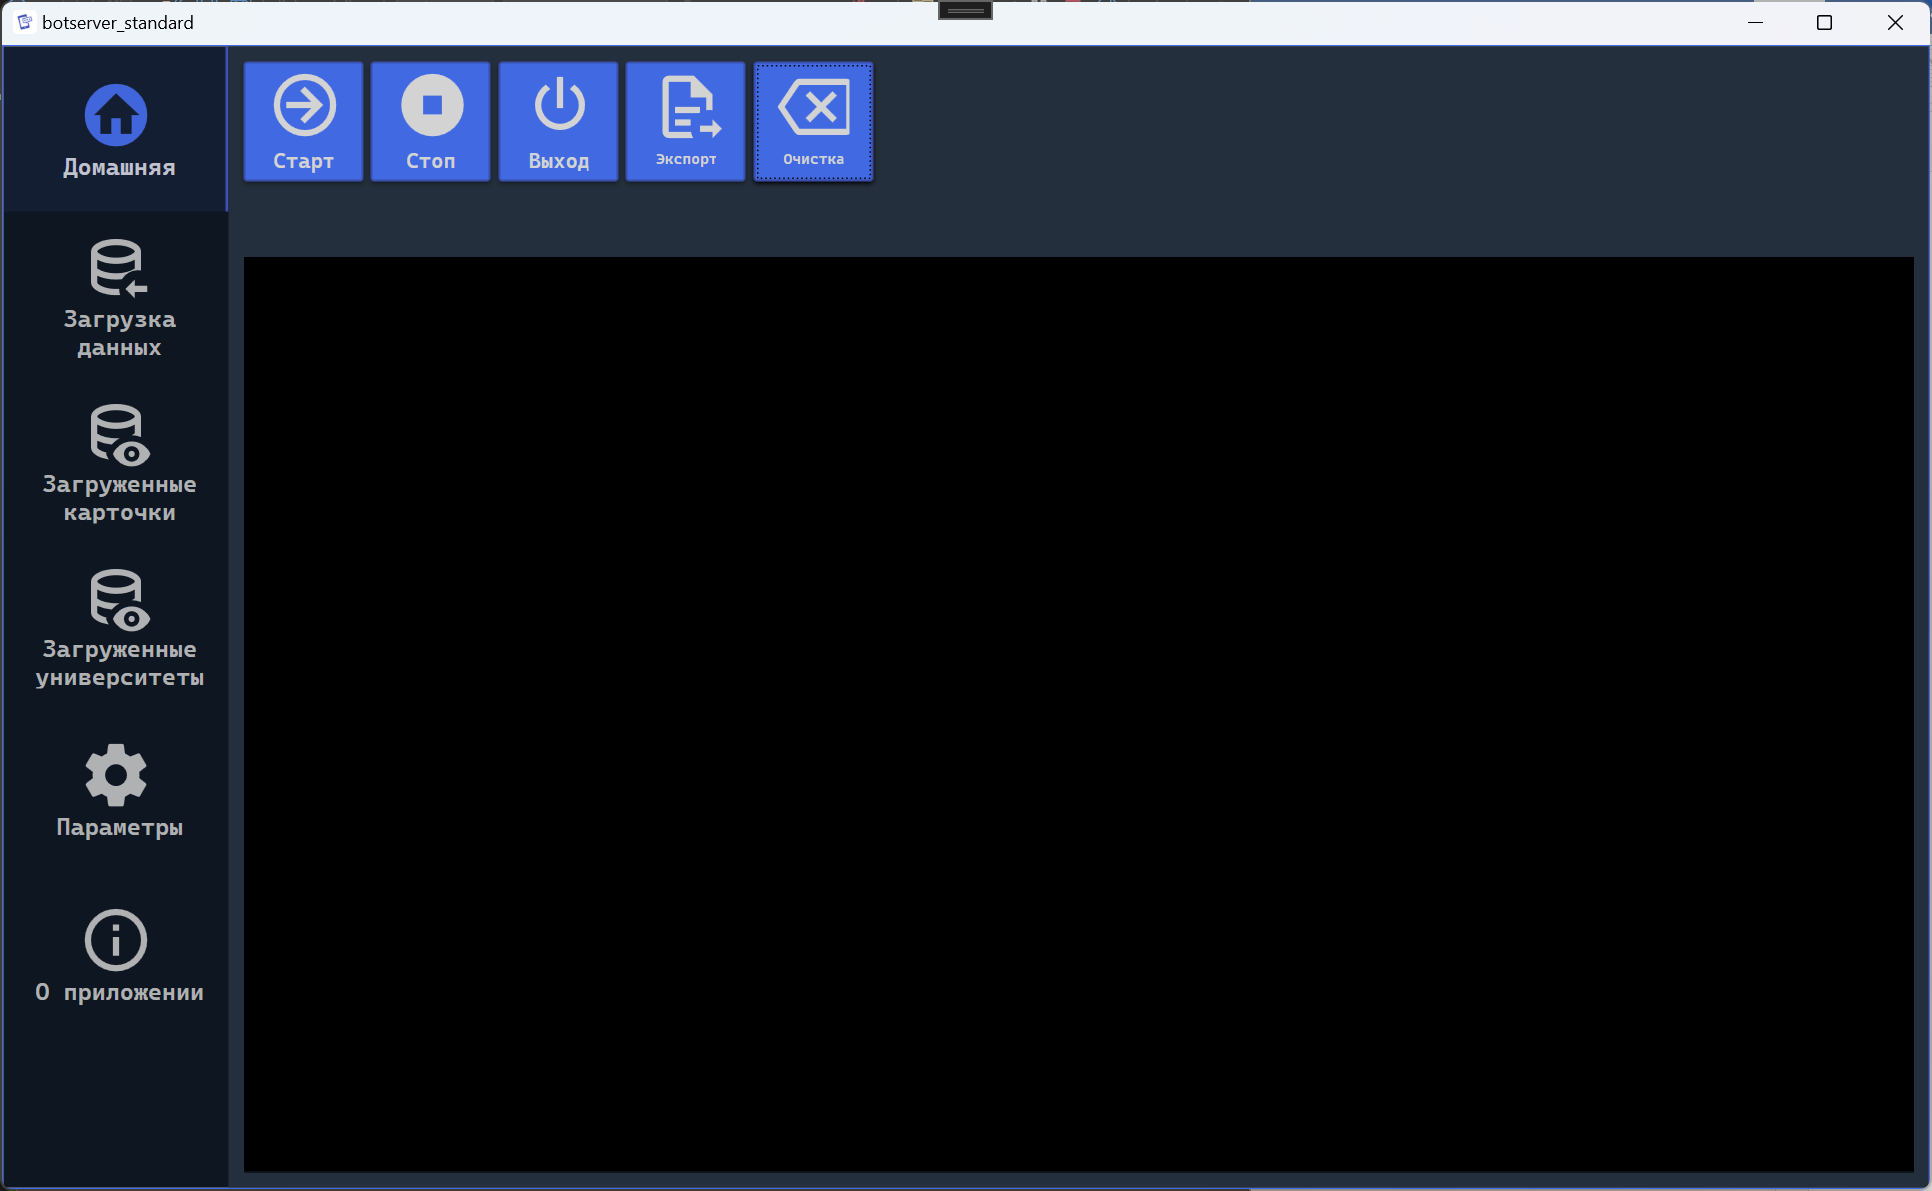 botserver_standard
Домашняя
Старт
Стоп
Выход
Экспорт
Очистка
Загрузка
данных
Загруженные
карточки
Загруженные
университеты
Параметры
О приложении